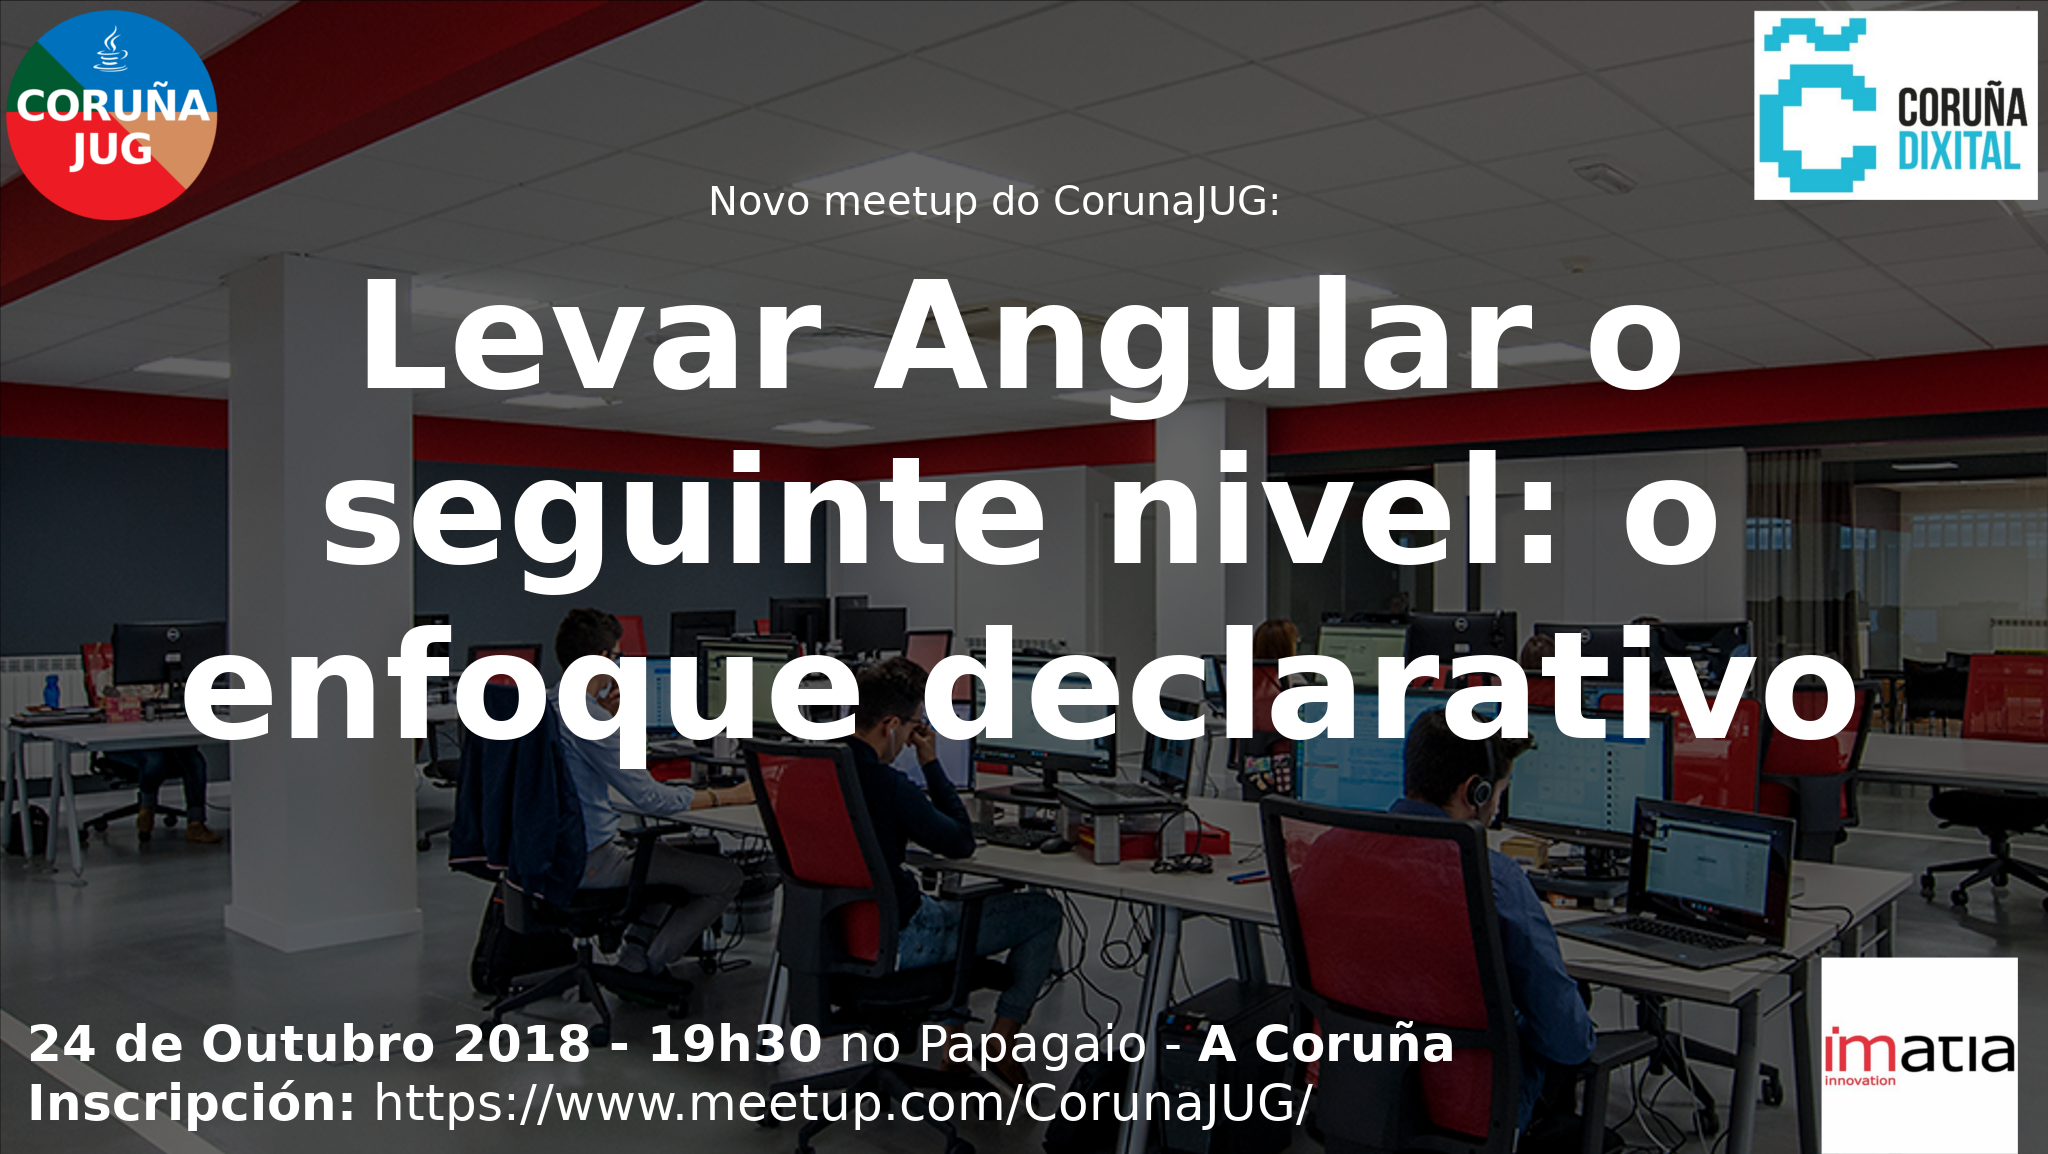 CORUÑA
JUG
CORUÑA
DIXITAL
Novo meetup do CorunaJUG:
Levar Angular o
seguinte nivel: o
enfoque declarativo
24 de Outubro 2018 - 19h30 no Papagaio - A Coruña
Inscripción: https://www.meetup.com/CorunaJUG/
imatia
innovation